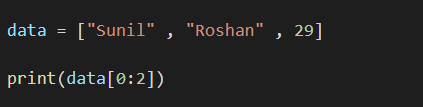 data = ["Sunil" , "Roshan" , 29]
print(data[0:2])